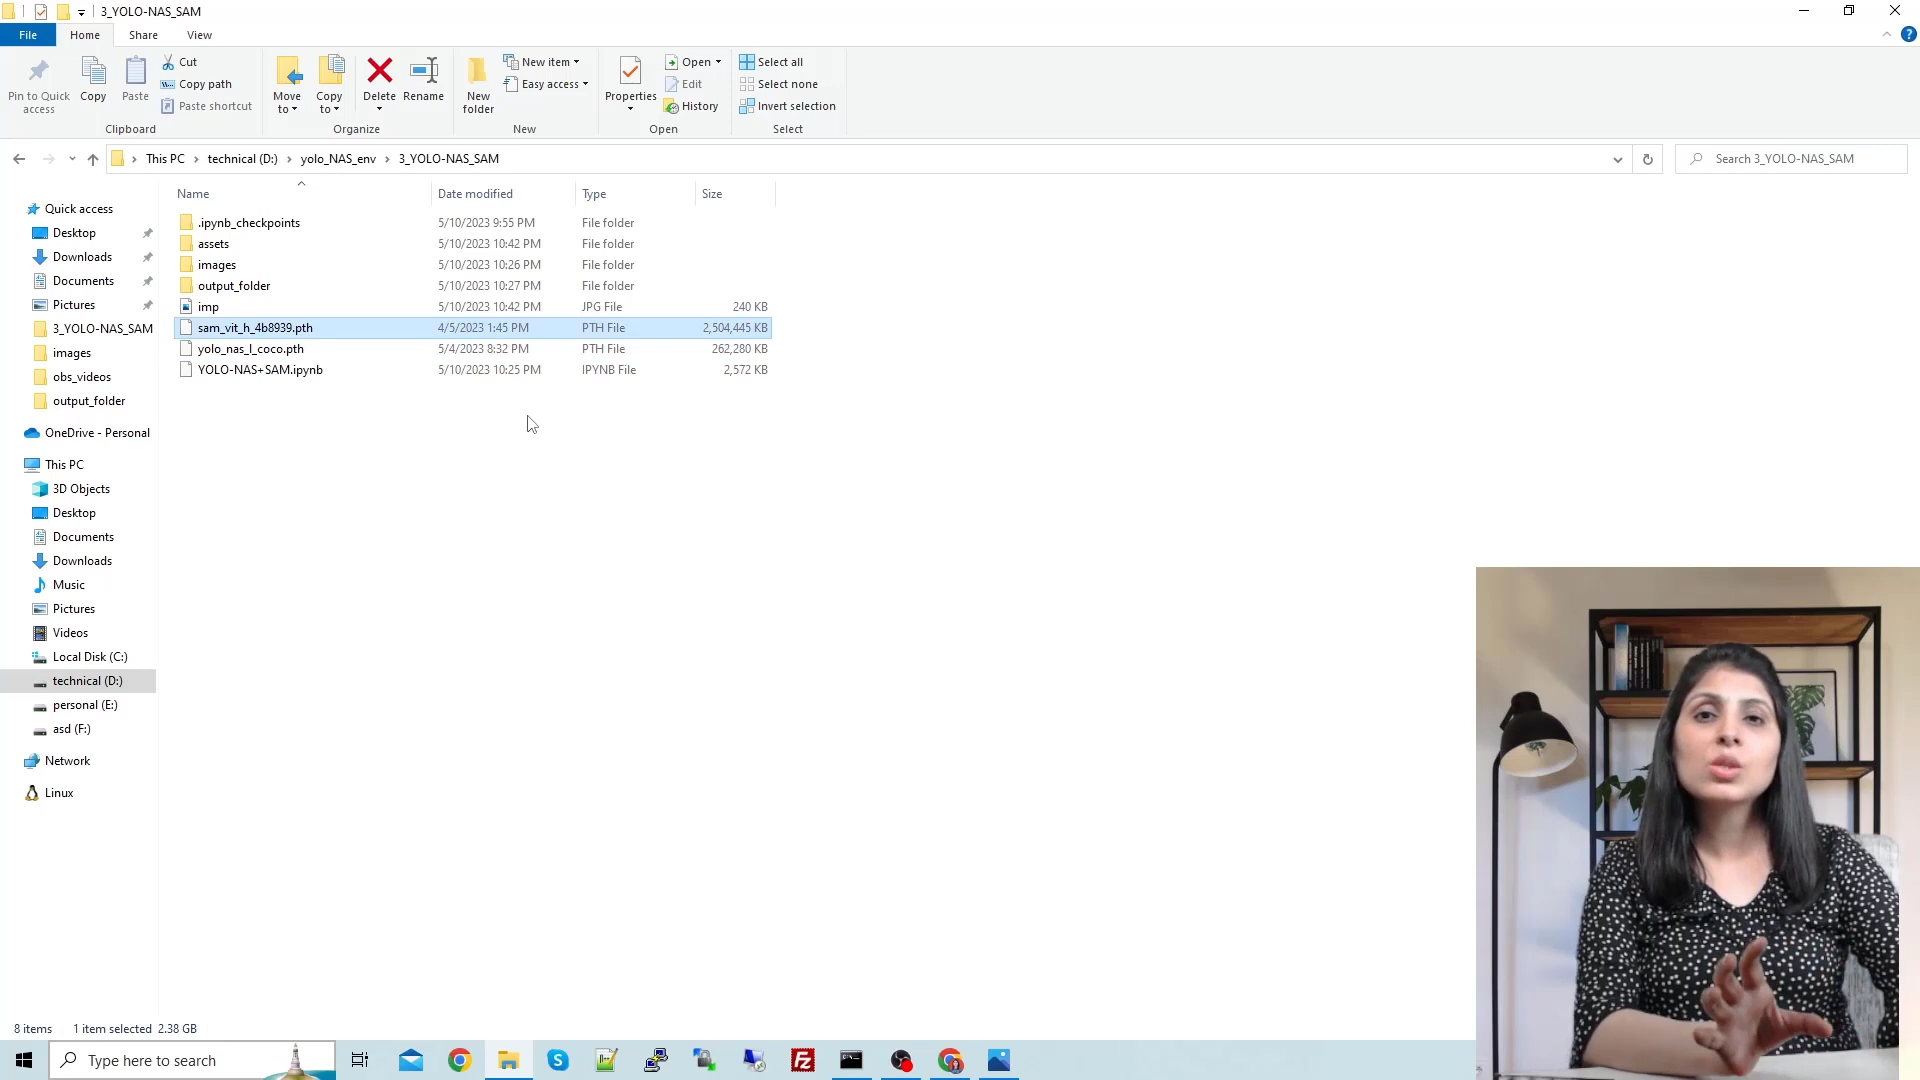 3_YOLO-NAS_SAM
File Home Share View
Pin to Quick access
Copy
Paste
Cut
Copy path
Paste shortcut
Clipboard
Move to
Copy to
Delete
Rename
Organize
New folder
New item
Easy access
New
Properties
Open
Edit
History
Open
Select all
Select none
Invert selection
Select
This PC > technical (D:) > yolo_NAS_env > 3_YOLO-NAS_SAM
Search 3_YOLO-NAS_SAM
Quick access
Desktop
Downloads
Documents
Pictures
3_YOLO-NAS_SAM
images
obs_videos
output_folder
OneDrive - Personal
This PC
3D Objects
Desktop
Documents
Downloads
Music
Pictures
Videos
Local Disk (C:)
technical (D:)
personal (E:)
asd (F:)
Network
Linux
Name Date modified Type Size
.ipynb_checkpoints 5/10/2023 9:55 PM File folder
assets 5/10/2023 10:42 PM File folder
images 5/10/2023 10:26 PM File folder
output_folder 5/10/2023 10:27 PM File folder
imp 5/10/2023 10:42 PM JPG File 240 KB
sam_vit_h_4b8939.pth 4/5/2023 1:45 PM PTH File 2,504,445 KB
yolo_nas_l_coco.pth 5/4/2023 8:32 PM PTH File 262,280 KB
YOLO-NAS+SAM.ipynb 5/10/2023 10:25 PM IPYNB File 2,572 KB
8 items 1 item selected 2.38 GB
Type here to search